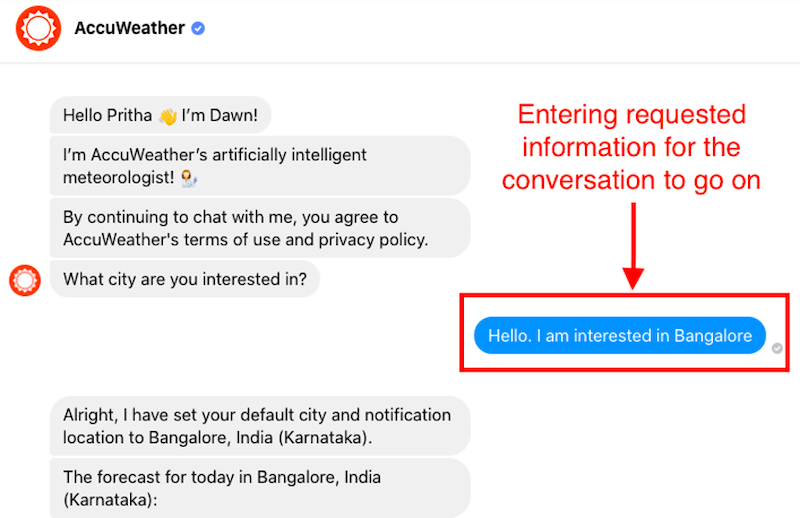 AccuWeather
Hello Pritha 👋 I'm Dawn!
I'm AccuWeather's artificially intelligent
meteorologist! 👩‍🔬
By continuing to chat with me, you agree to
AccuWeather's terms of use and privacy policy.
What city are you interested in?
Entering requested
information for the
conversation to go on
Hello. I am interested in Bangalore
Alright, I have set your default city and notification
location to Bangalore, India (Karnataka).
The forecast for today in Bangalore, India
(Karnataka):